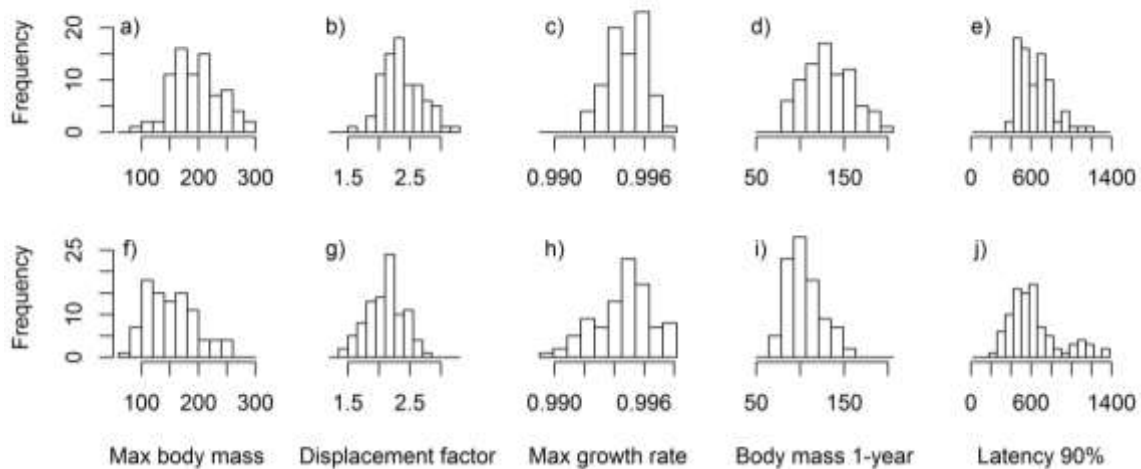 a) b) c) d) e)
Frequency
0 10 20
100 200 300 1.5 2.5 0.990 0.996 50 150 0 600 1400
f) g) h) i) j)
Frequency
0 10 25
100 200 300 1.5 2.5 0.990 0.996 50 150 0 600 1400
Max body mass Displacement factor Max growth rate Body mass 1-year Latency 90%